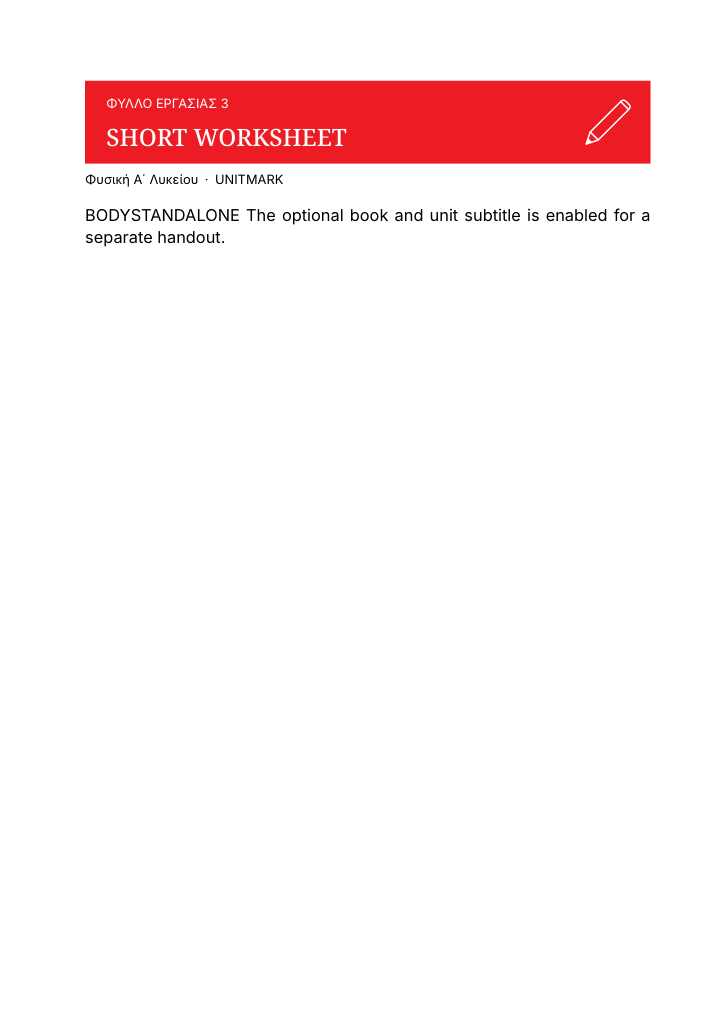 ΦΥΛΛΟ ΕΡΓΑΣΙΑΣ 3
SHORT WORKSHEET
Φυσική Α΄ Λυκείου · UNITMARK
BODYSTANDALONE The optional book and unit subtitle is enabled for a
separate handout.